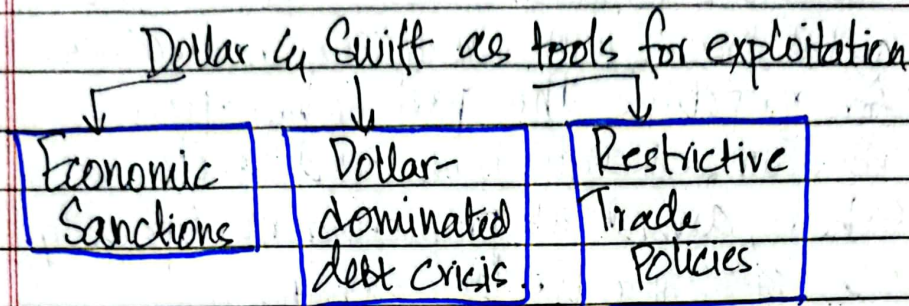 Dollar & Swift as tools for exploitation
Economic
Sanctions
Dollar-
dominated
debt crisis.
Restrictive
Trade
Policies